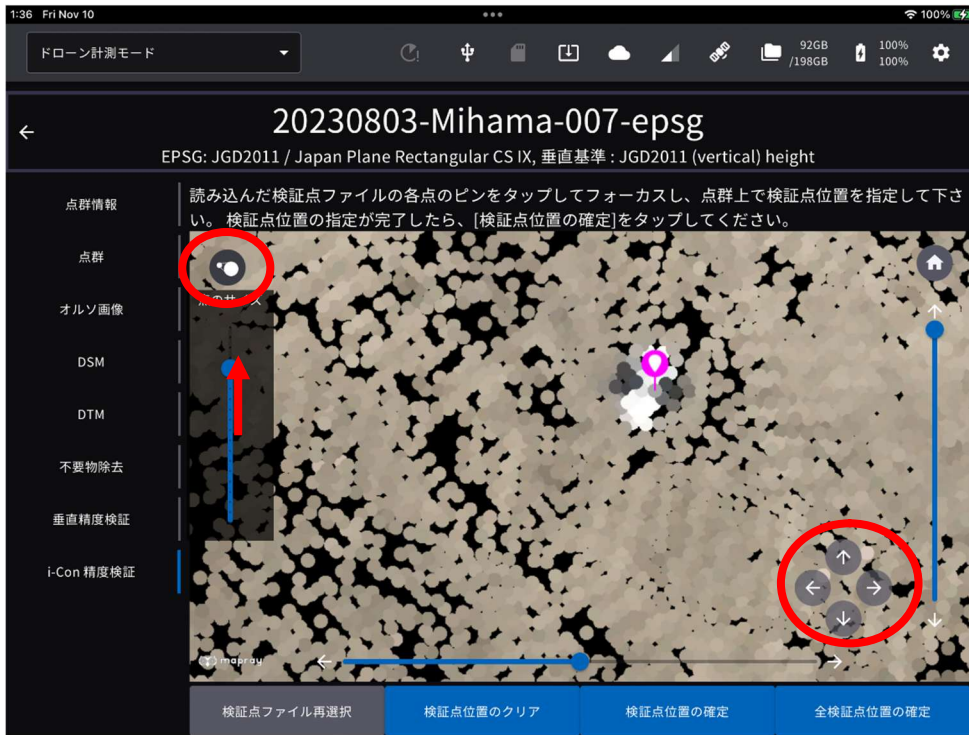 1:36 Fri Nov 10
100%
ドローン計測モード
92GB
/198GB
100%
100%
20230803-Mihama-007-epsg
EPSG: JGD2011 / Japan Plane Rectangular CS IX, 垂直基準 : JGD2011 (vertical) height
読み込んだ検証点ファイルの各点のピンをタップしてフォーカスし、点群上で検証点位置を指定して下さ
い。 検証点位置の指定が完了したら、[検証点位置の確定]をタップしてください。
点群情報
点群
オルソ画像
DSM
DTM
不要物除去
垂直精度検証
i-Con 精度検証
点のサイズ
mapray
検証点ファイル再選択
検証点位置のクリア
検証点位置の確定
全検証点位置の確定